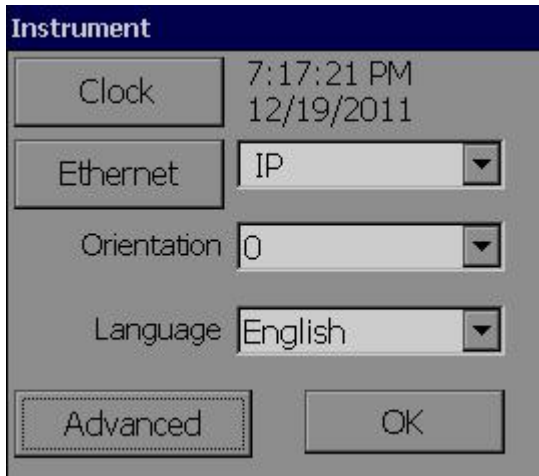 Instrument
Clock
7:17:21 PM
12/19/2011
Ethernet
IP
Orientation
0
Language
English
Advanced
OK